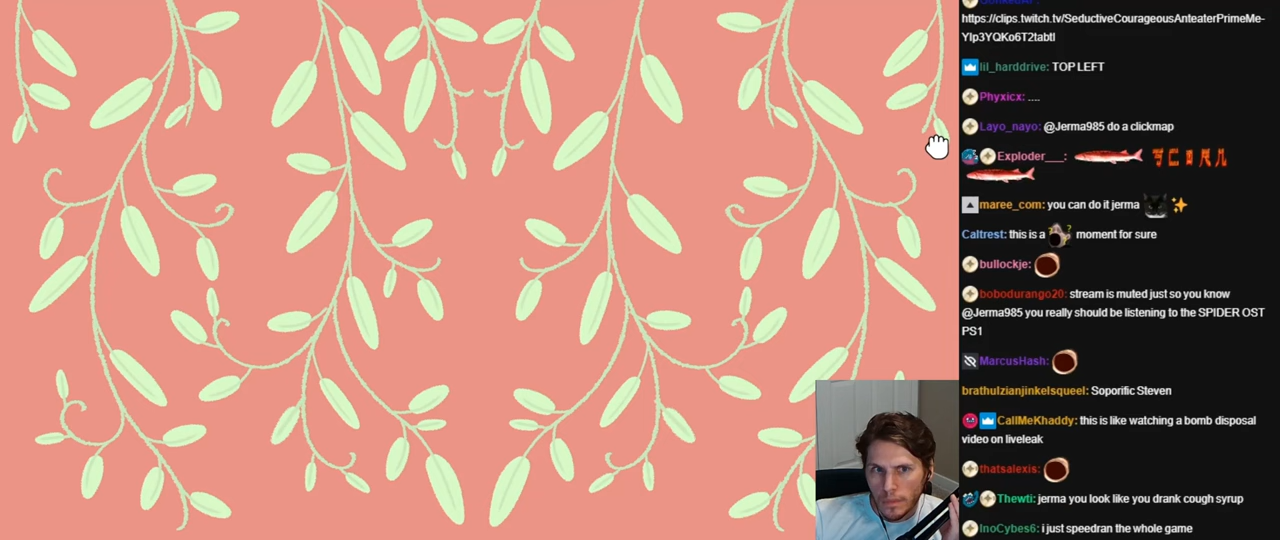 https://clips.twitch.tv/SeductiveCourageousAnteaterPrimeMe-
YIp3YQKo6T2tabtl
lil_harddrive: TOP LEFT
Phyxicx: ....
Layo_nayo: @Jerma985 do a clickmap
Exploder___:
maree_com: you can do it jerma
Caltrest: this is a moment for sure
bullockje:
bobodurango20: stream is muted just so you know
@Jerma985 you really should be listening to the SPIDER OST
PS1
MarcusHash:
brathulzianjinkelsqueel: Soporific Steven
CallMeKhaddy: this is like watching a bomb disposal
video on liveleak
thatsalexis:
Thewti: jerma you look like you drank cough syrup
InoCybes6: i just speedran the whole game